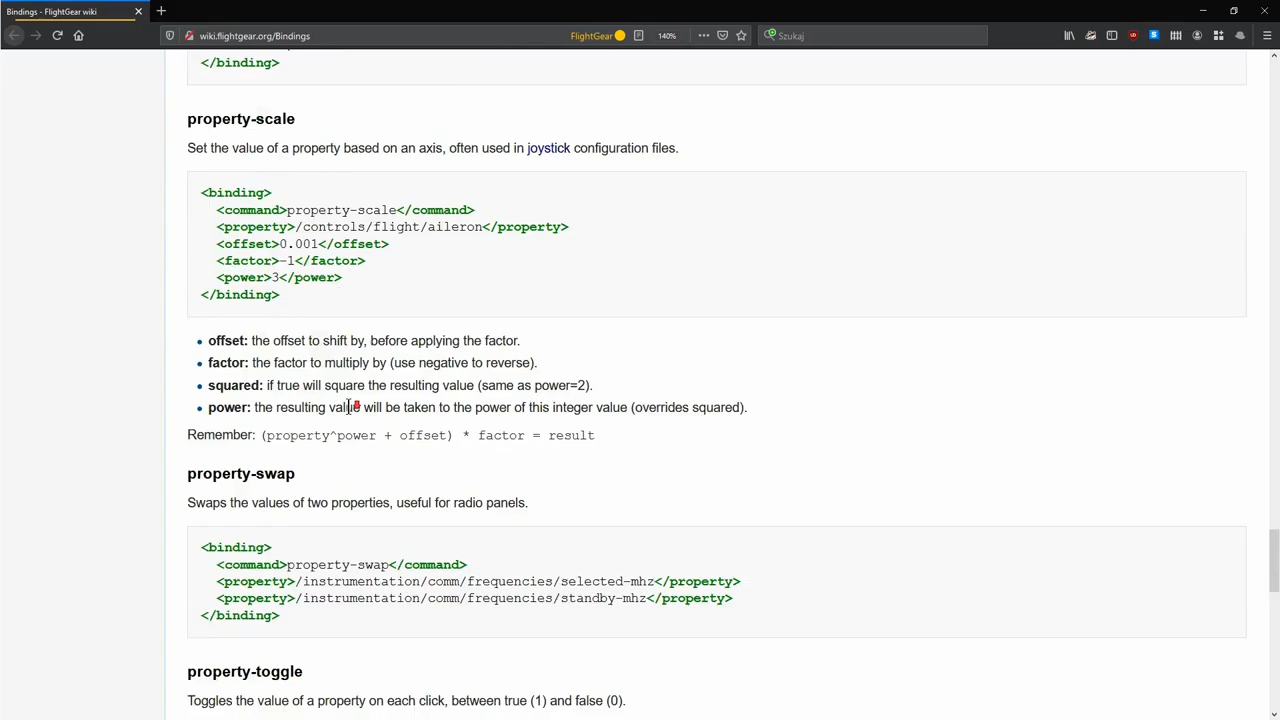 Bindings - FlightGear wiki
wiki.flightgear.org/Bindings
FlightGear
140%
Szukaj
</binding>
property-scale
Set the value of a property based on an axis, often used in joystick configuration files.
<binding>
<command>property-scale</command>
<property>/controls/flight/aileron</property>
<offset>0.001</offset>
<factor>-1</factor>
<power>3</power>
</binding>
offset: the offset to shift by, before applying the factor.
factor: the factor to multiply by (use negative to reverse).
squared: if true will square the resulting value (same as power=2).
power: the resulting value will be taken to the power of this integer value (overrides squared).
Remember: (property^power + offset) * factor = result
property-swap
Swaps the values of two properties, useful for radio panels.
<binding>
<command>property-swap</command>
<property>/instrumentation/comm/frequencies/selected-mhz</property>
<property>/instrumentation/comm/frequencies/standby-mhz</property>
</binding>
property-toggle
Toggles the value of a property on each click, between true (1) and false (0).